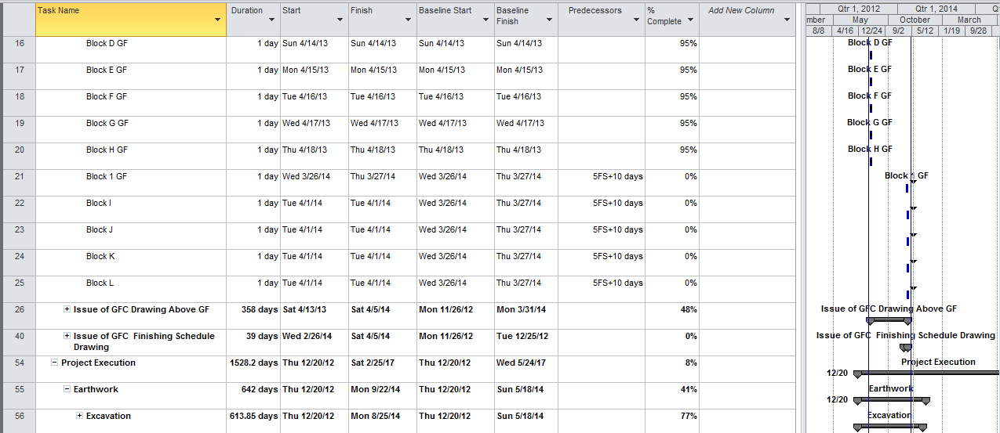 Task Name Duration Start Finish Baseline Start Baseline Finish Predecessors % Complete Add New Column
16 Block D GF 1 day Sun 4/14/13 Sun 4/14/13 Sun 4/14/13 Sun 4/14/13 95%
17 Block E GF 1 day Mon 4/15/13 Mon 4/15/13 Mon 4/15/13 Mon 4/15/13 95%
18 Block F GF 1 day Tue 4/16/13 Tue 4/16/13 Tue 4/16/13 Tue 4/16/13 95%
19 Block G GF 1 day Wed 4/17/13 Wed 4/17/13 Wed 4/17/13 Wed 4/17/13 95%
20 Block H GF 1 day Thu 4/18/13 Thu 4/18/13 Thu 4/18/13 Thu 4/18/13 95%
21 Block 1 GF 1 day Wed 3/26/14 Thu 3/27/14 Wed 3/26/14 Thu 3/27/14 5FS+10 days 0%
22 Block I 1 day Tue 4/1/14 Tue 4/1/14 Wed 3/26/14 Thu 3/27/14 5FS+10 days 0%
23 Block J 1 day Tue 4/1/14 Tue 4/1/14 Wed 3/26/14 Thu 3/27/14 5FS+10 days 0%
24 Block K 1 day Tue 4/1/14 Tue 4/1/14 Wed 3/26/14 Thu 3/27/14 5FS+10 days 0%
25 Block L 1 day Tue 4/1/14 Tue 4/1/14 Wed 3/26/14 Thu 3/27/14 5FS+10 days 0%
26 Issue of GFC Drawing Above GF 358 days Sat 4/13/13 Sat 4/5/14 Mon 11/26/12 Mon 3/31/14 48%
40 Issue of GFC Finishing Schedule 39 days Wed 2/26/14 Sat 4/5/14 Mon 11/26/12 Tue 12/25/12 0%
Drawing
54 Project Execution 1528.2 days Thu 12/20/12 Sat 2/25/17 Thu 12/20/12 Wed 5/24/17 8%
55 Earthwork 642 days Thu 12/20/12 Mon 9/22/14 Thu 12/20/12 Sun 5/18/14 41%
56 Excavation 613.85 days Thu 12/20/12 Mon 8/25/14 Thu 12/20/12 Sun 5/18/14 77%
Qtr 1, 2012 Qtr 1, 2014
mber May October March
8/8 4/16 12/24 9/2 5/12 1/19 9/28
Block D GF
Block E GF
Block F GF
Block G GF
Block H GF
Block 1 GF
Issue of GFC Drawing Above GF
Issue of GFC Finishing Schedule Drawing
Project Execution
12/20
Earthwork
12/20
Excavation